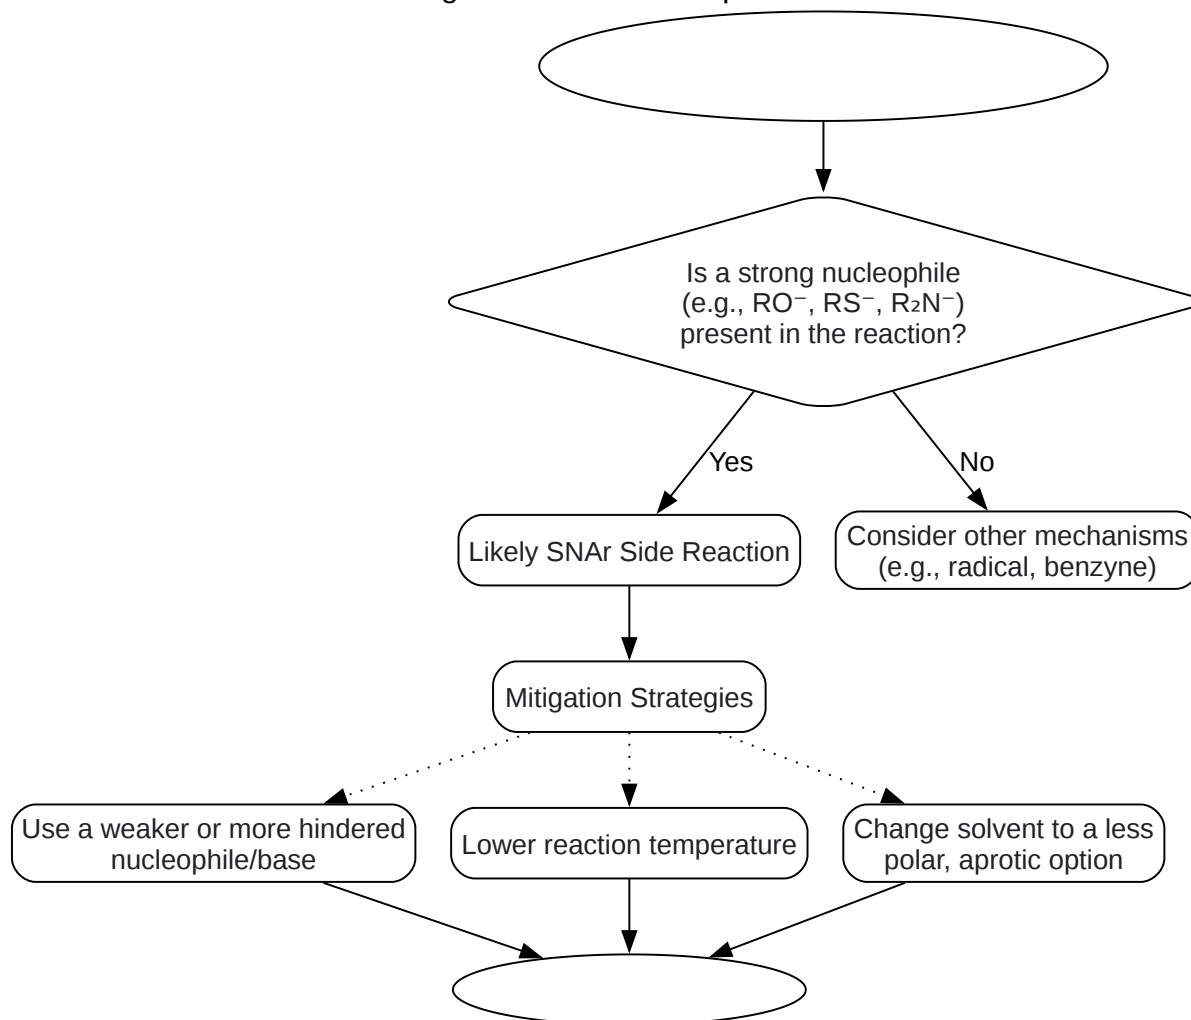 Is a strong nucleophile
(e.g., RO⁻, RS⁻, R₂N⁻)
present in the reaction?
Yes
No
Likely SNAr Side Reaction
Consider other mechanisms
(e.g., radical, benzyne)
Mitigation Strategies
Use a weaker or more hindered
nucleophile/base
Lower reaction temperature
Change solvent to a less
polar, aprotic option